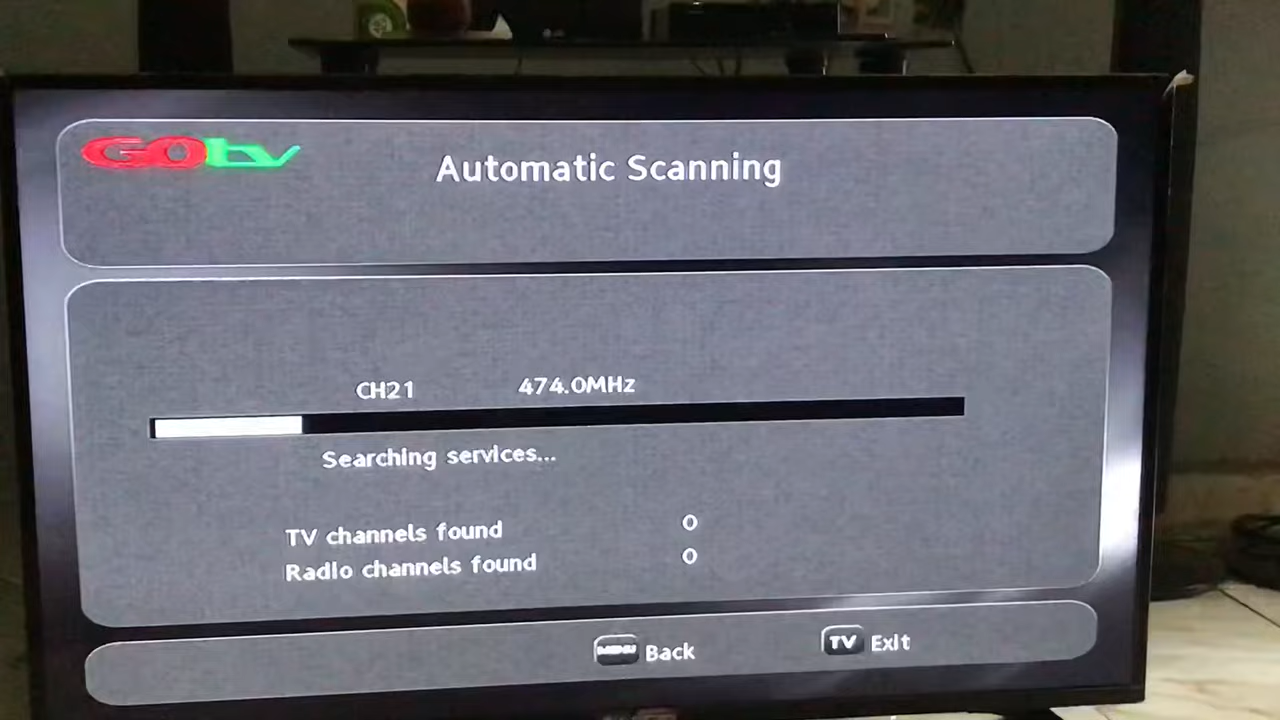 GOtv
Automatic Scanning
CH21 474.0MHz
Searching services...
TV channels found 0
Radio channels found 0
MENU Back TV Exit